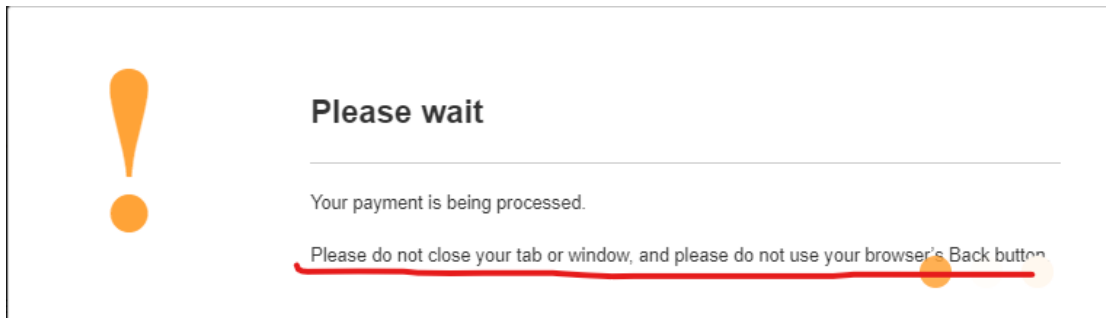 Please wait
Your payment is being processed.
Please do not close your tab or window, and please do not use your browser's Back button